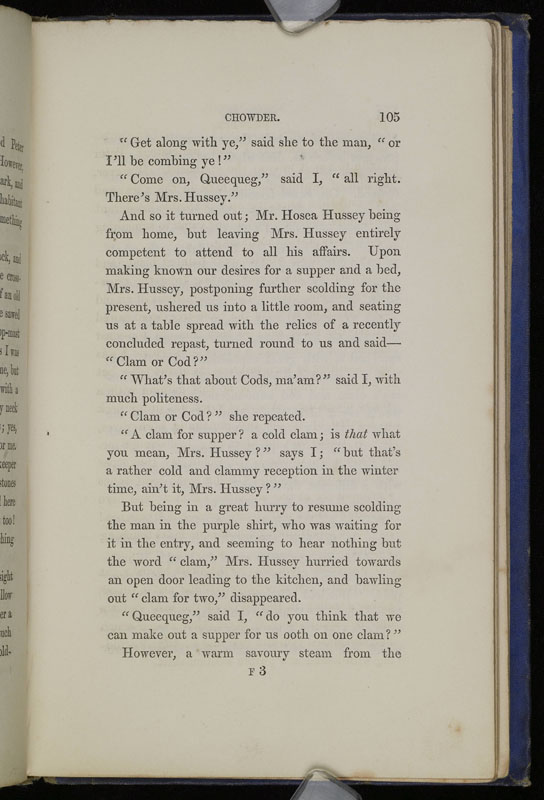 CHOWDER. 105
“Get along with ye,” said she to the man, “or
I’ll be combing ye!”
“Come on, Queequeg,” said I, “all right.
There’s Mrs. Hussey.”
And so it turned out; Mr. Hosea Hussey being
from home, but leaving Mrs. Hussey entirely
competent to attend to all his affairs. Upon
making known our desires for a supper and a bed,
Mrs. Hussey, postponing further scolding for the
present, ushered us into a little room, and seating
us at a table spread with the relics of a recently
concluded repast, turned round to us and said—
“Clam or Cod?”
“What’s that about Cods, ma’am?” said I, with
much politeness.
“Clam or Cod?” she repeated.
“A clam for supper? a cold clam; is that what
you mean, Mrs. Hussey?” says I; “but that’s
a rather cold and clammy reception in the winter
time, ain’t it, Mrs. Hussey?”
But being in a great hurry to resume scolding
the man in the purple shirt, who was waiting for
it in the entry, and seeming to hear nothing but
the word “clam,” Mrs. Hussey hurried towards
an open door leading to the kitchen, and bawling
out “clam for two,” disappeared.
“Queequeg,” said I, “do you think that we
can make out a supper for us ooth on one clam?”
However, a warm savoury steam from the
F 3